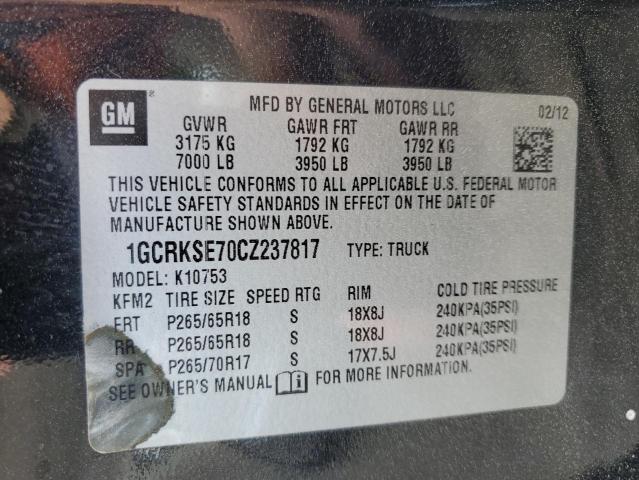 GM
MFD BY GENERAL MOTORS LLC 02/12
GVWR GAWR FRT GAWR RR
3175 KG 1792 KG 1792 KG
7000 LB 3950 LB 3950 LB
THIS VEHICLE CONFORMS TO ALL APPLICABLE U.S. FEDERAL MOTOR
VEHICLE SAFETY STANDARDS IN EFFECT ON THE DATE OF
MANUFACTURE SHOWN ABOVE.
1GCRKSE70CZ237817 TYPE: TRUCK
MODEL: K10753
KFM2 TIRE SIZE SPEED RTG RIM COLD TIRE PRESSURE
FRT P265/65R18 S 18X8J 240KPA(35PSI)
RR P265/65R18 S 18X8J 240KPA(35PSI)
SPA P265/70R17 S 17X7.5J 240KPA(35PSI)
SEE OWNER'S MANUAL FOR MORE INFORMATION.